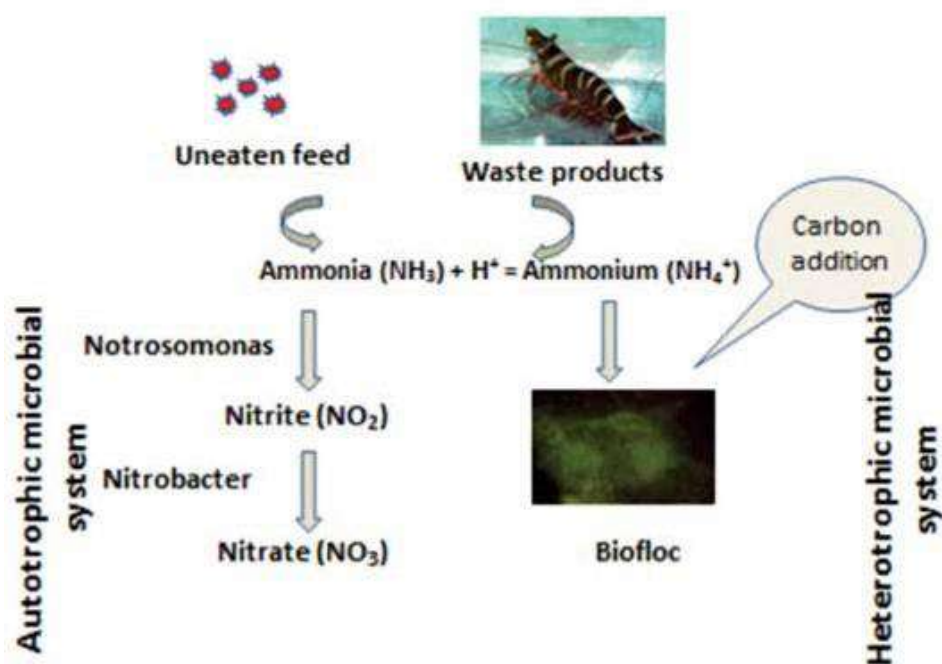 Uneaten feed
Waste products
Carbon
addition
Ammonia (NH₃) + H⁺ = Ammonium (NH₄⁺)
Autotrophic microbial
system
Notrosomonas
Nitrite (NO₂)
Nitrobacter
Nitrate (NO₃)
Biofloc
Heterotrophic microbial
system